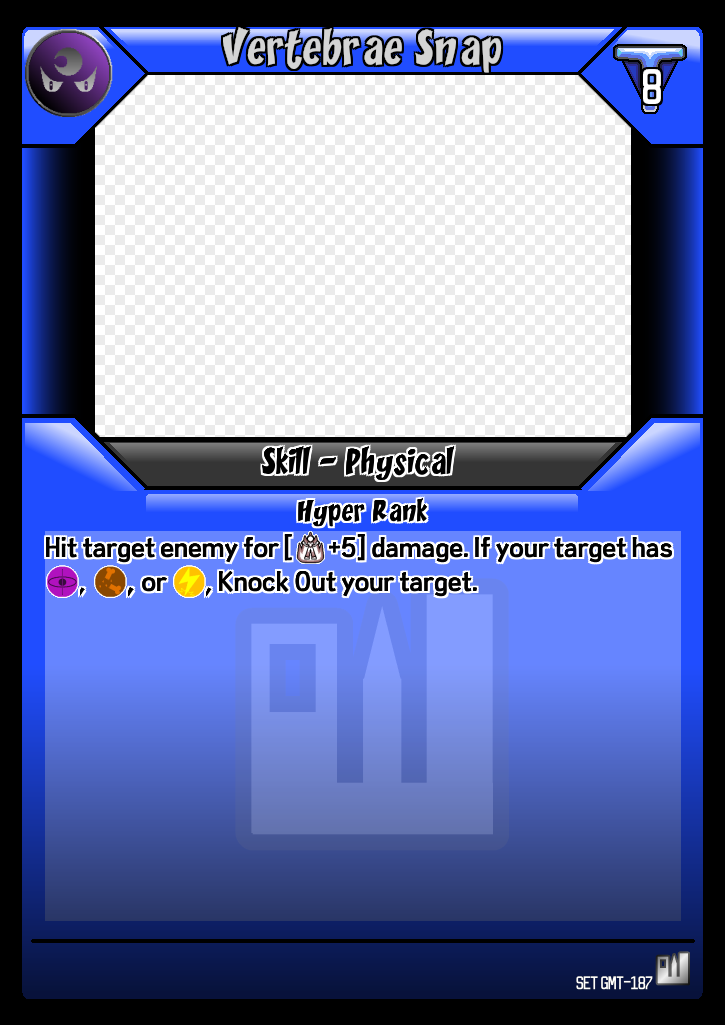 Vertebrae Snap
8
Skill - Physical
Hyper Rank
Hit target enemy for [ +5] damage. If your target has
, , or , Knock Out your target.
SET GMT-187